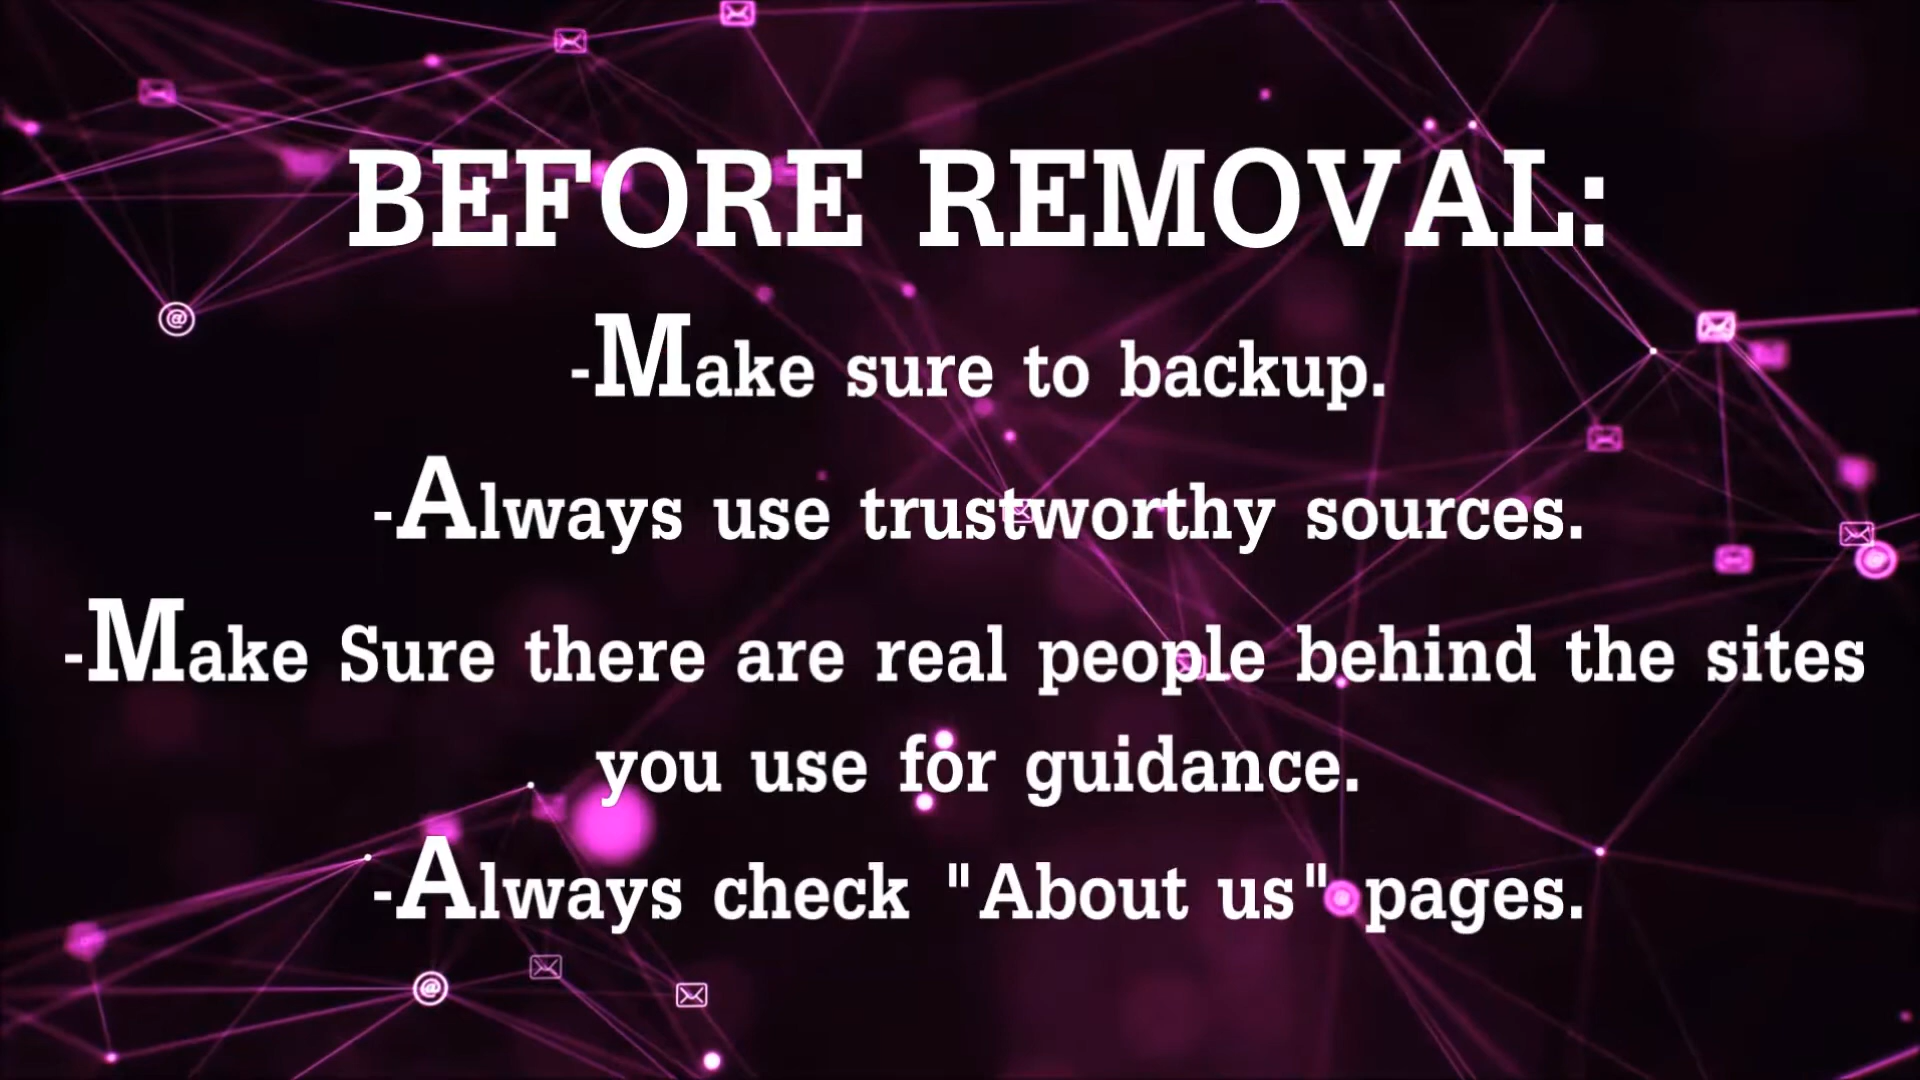 BEFORE REMOVAL:
-Make sure to backup.
-Always use trustworthy sources.
-Make Sure there are real people behind the sites
you use for guidance.
-Always check "About us" pages.